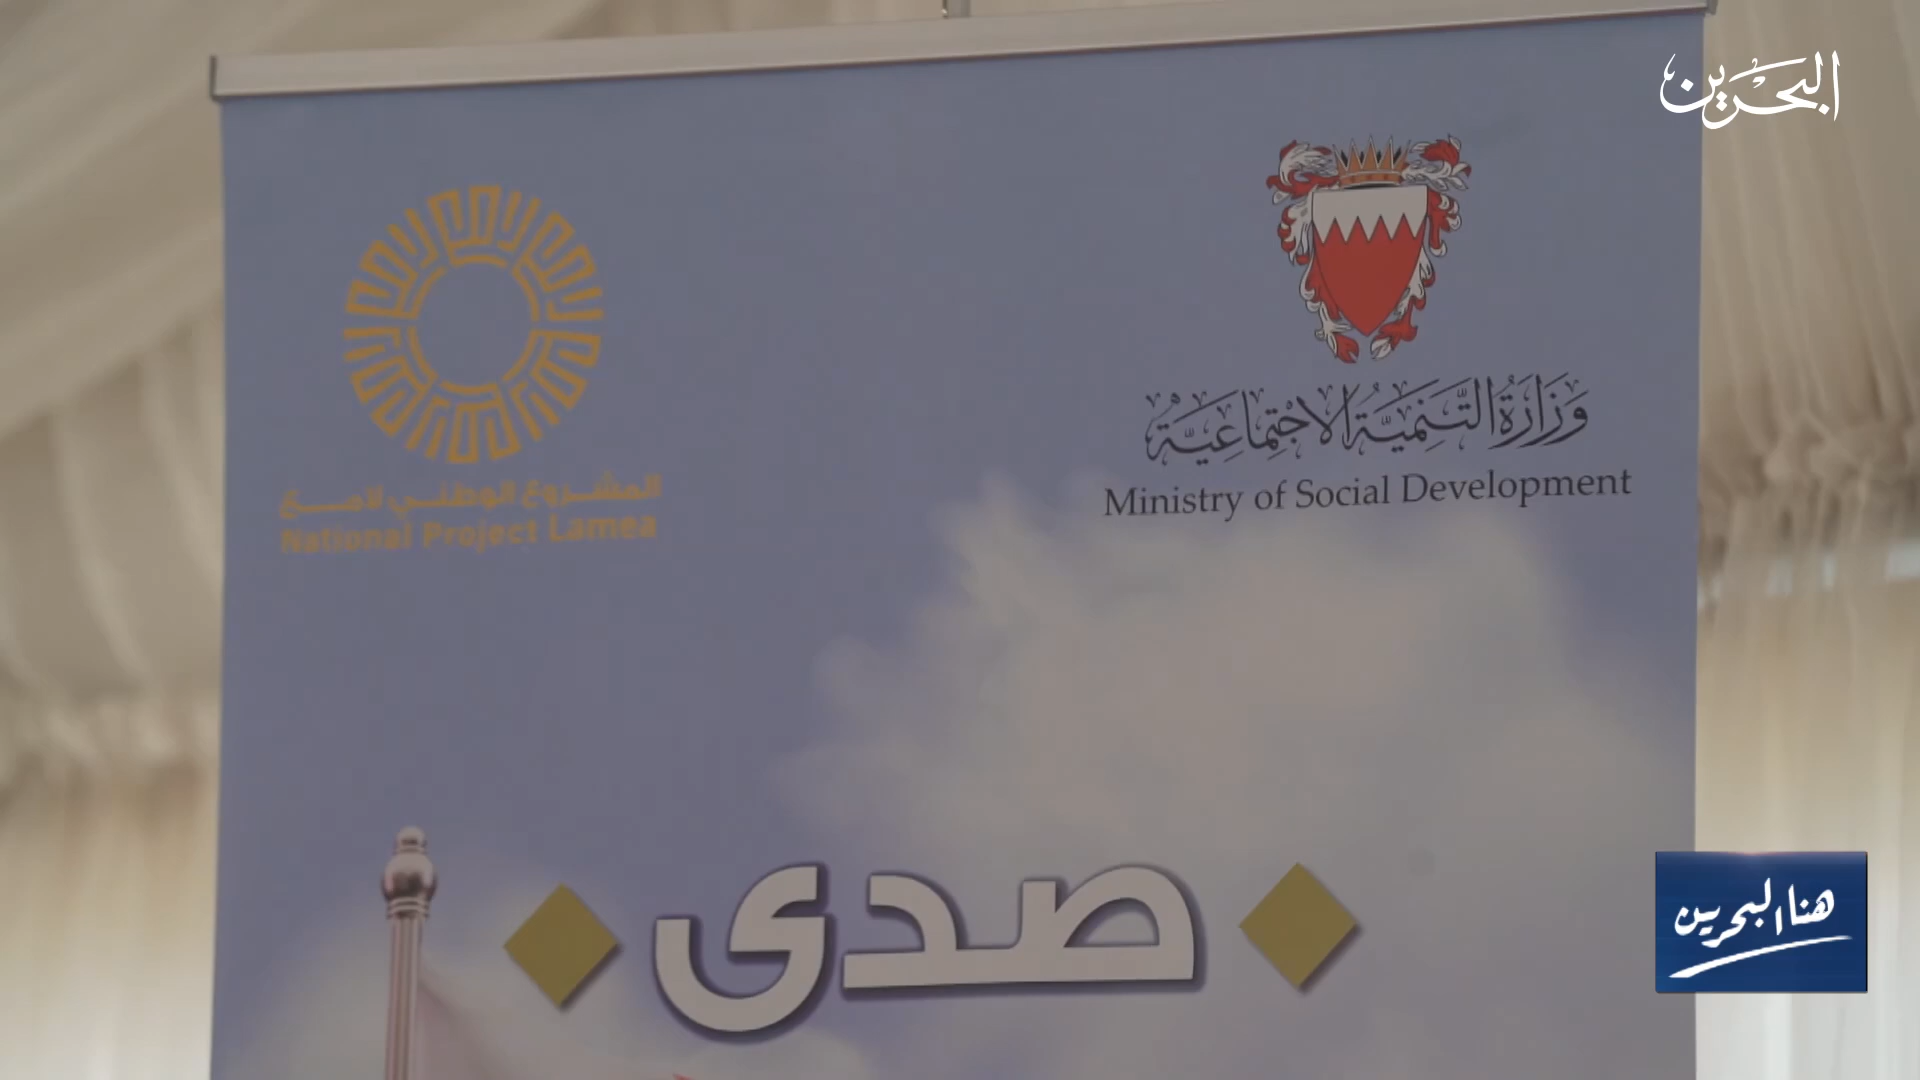 البحرين
وزارة التنمية الاجتماعية
Ministry of Social Development
المشروع الوطني لامع
National Project Lamea
صدى
هنا البحرين